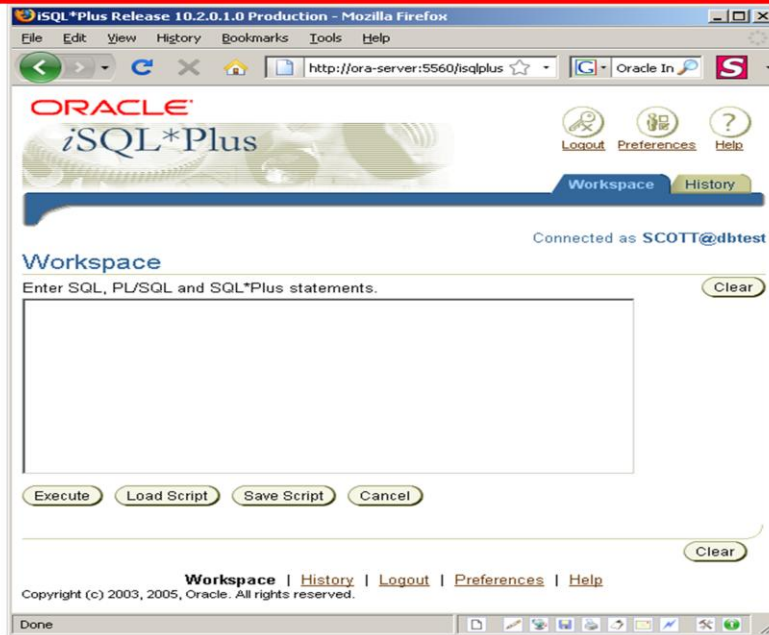 iSQL*Plus Release 10.2.0.1.0 Production - Mozilla Firefox
File Edit View History Bookmarks Tools Help
http://ora-server:5560/isqlplus G Oracle In S
ORACLE
iSQL*Plus
Logout Preferences Help
Workspace History
Connected as SCOTT@dbtest
Workspace
Enter SQL, PL/SQL and SQL*Plus statements. Clear
Execute Load Script Save Script Cancel
Clear
Workspace | History | Logout | Preferences | Help
Copyright (c) 2003, 2005, Oracle. All rights reserved.
Done